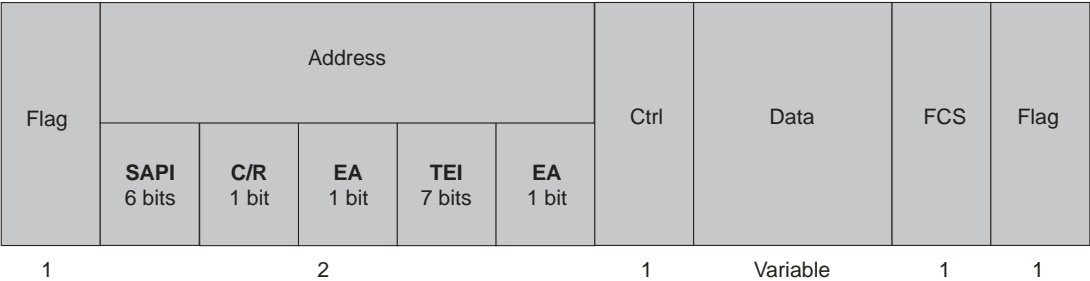 Address
Flag
Ctrl
Data
FCS
Flag
SAPI
6 bits
C/R
1 bit
EA
1 bit
TEI
7 bits
EA
1 bit
1
2
1
Variable
1
1